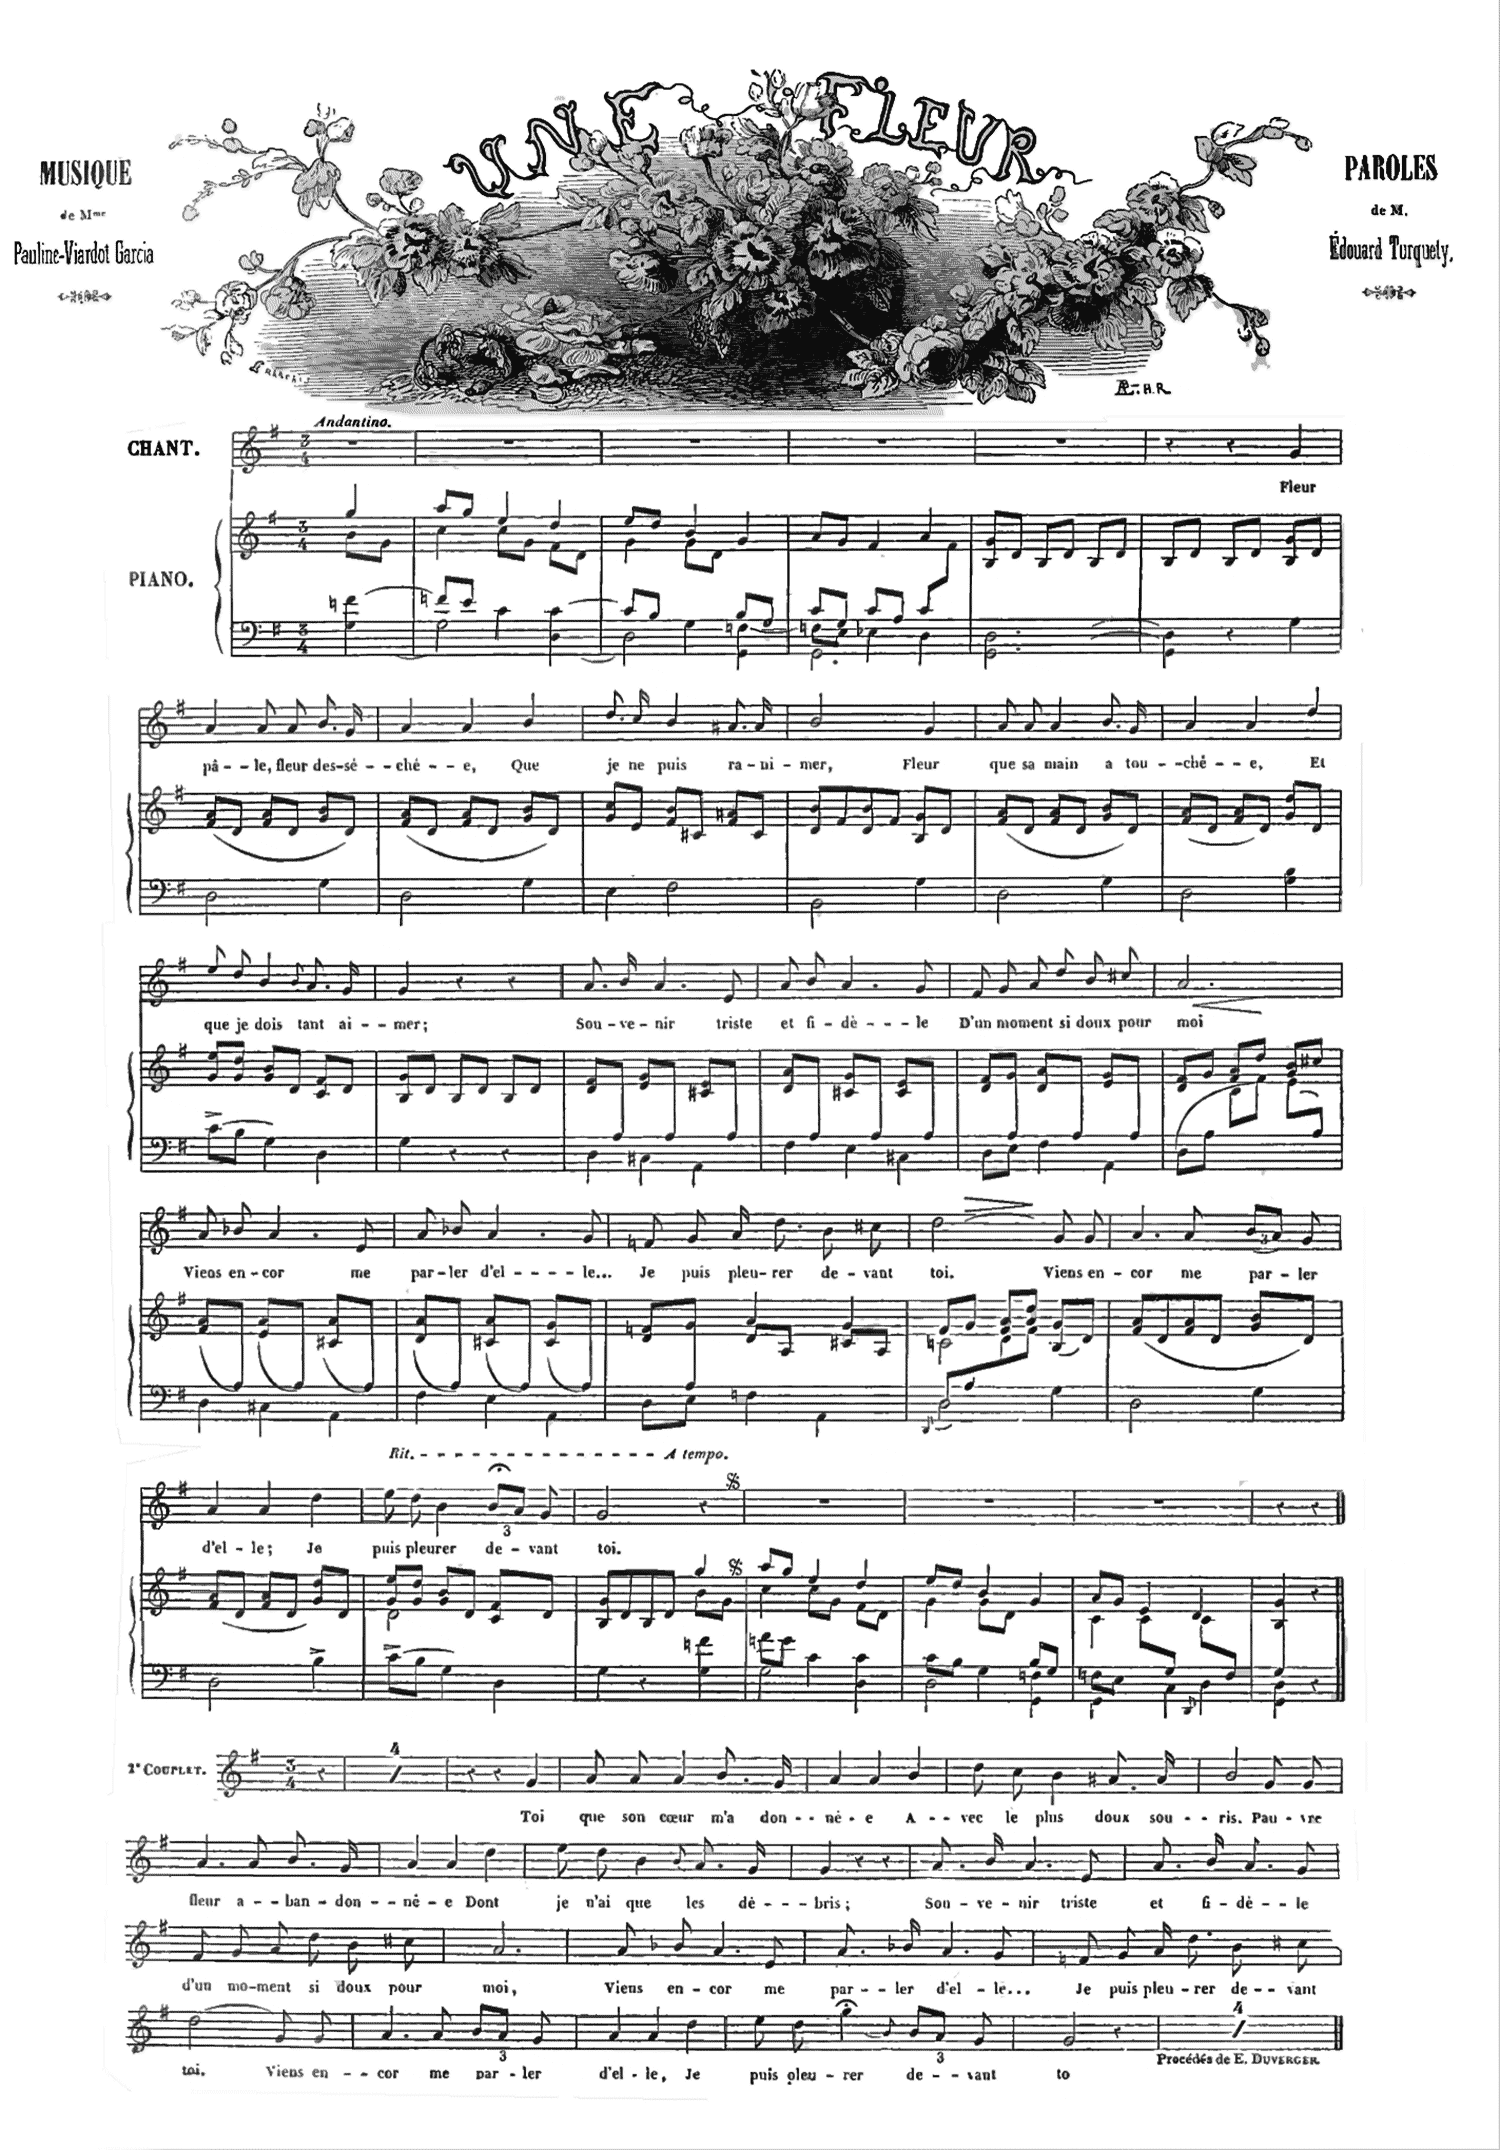 UNE FLEUR
MUSIQUE
de Mme
Pauline-Viardot Garcia
PAROLES
de M.
Édouard Turquety.
Andantino.
CHANT.
Fleur
PIANO.
pâ - - le, fleur des-sé - - ché - - e, Que je ne puis ra - ni - mer, Fleur que sa main a tou - -ché - - e, Et
que je dois tant ai - - mer; Sou - ve - nir triste et fi - dè - - - le D'un moment si doux pour moi
Viens en - cor me par - ler d'el - - - - le... Je puis pleu- rer de - vant toi. Viens en - cor me par - ler
Rit. - - - - - - - - - - - - - - - A tempo.
3
d'el - le; Je puis pleurer de - vant toi.
3
2e COUPLET.
4
Toi que son cœur m'a don - - né - e A - - vec le plus doux sou - - ris. Pau - vre
fleur a - - ban - don - - né - e Dont je n'ai que les dé - - - bris; Sou - ve - nir triste et fi - dè - - le
d'un mo-ment si doux pour moi, Viens en - cor me par - - ler d'el - le... Je puis pleu - rer de - - vant
4
3
3
Procédés de E. DUVERGER
toi. Viens en - - cor me par - ler d'el - le, Je puis pleu - rer de - - vant to